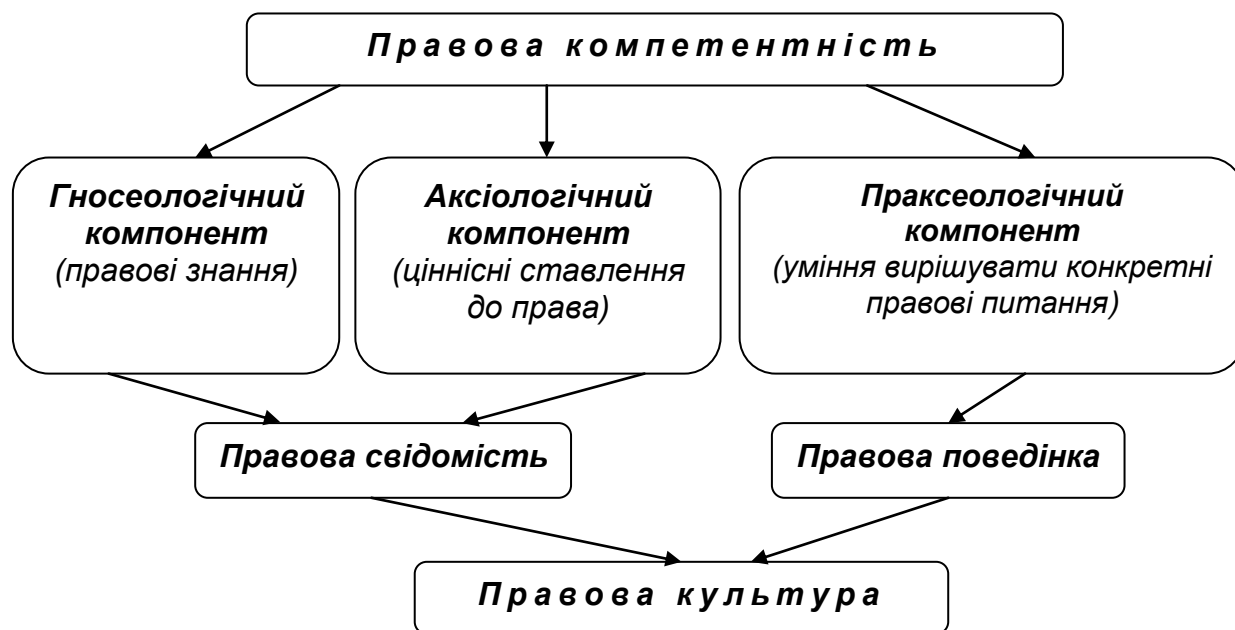 Правова компетентність
Гносеологічний
компонент
(правові знання)
Аксіологічний
компонент
(ціннісні ставлення
до права)
Праксеологічний
компонент
(уміння вирішувати конкретні
правові питання)
Правова свідомість
Правова поведінка
Правова культура